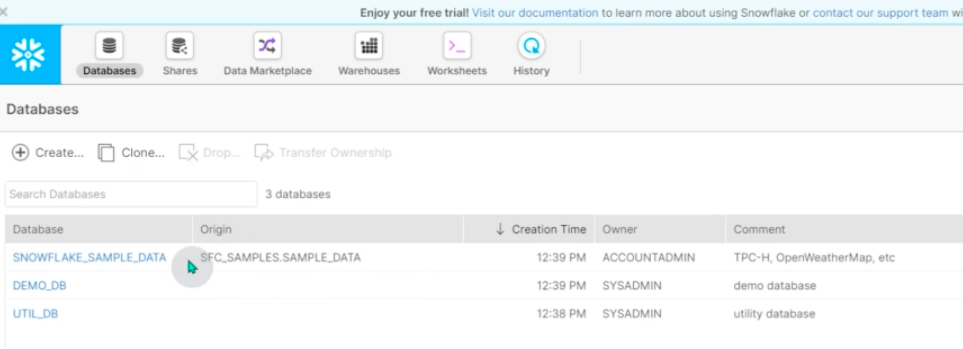 Enjoy your free trial! Visit our documentation to learn more about using Snowflake or contact our support team
Databases Shares Data Marketplace Warehouses Worksheets History
Databases
Create... Clone... Drop... Transfer Ownership
Search Databases 3 databases
Database Origin ↓ Creation Time Owner Comment
SNOWFLAKE_SAMPLE_DATA SFC_SAMPLES.SAMPLE_DATA 12:39 PM ACCOUNTADMIN TPC-H, OpenWeatherMap, etc
DEMO_DB 12:39 PM SYSADMIN demo database
UTIL_DB 12:38 PM SYSADMIN utility database